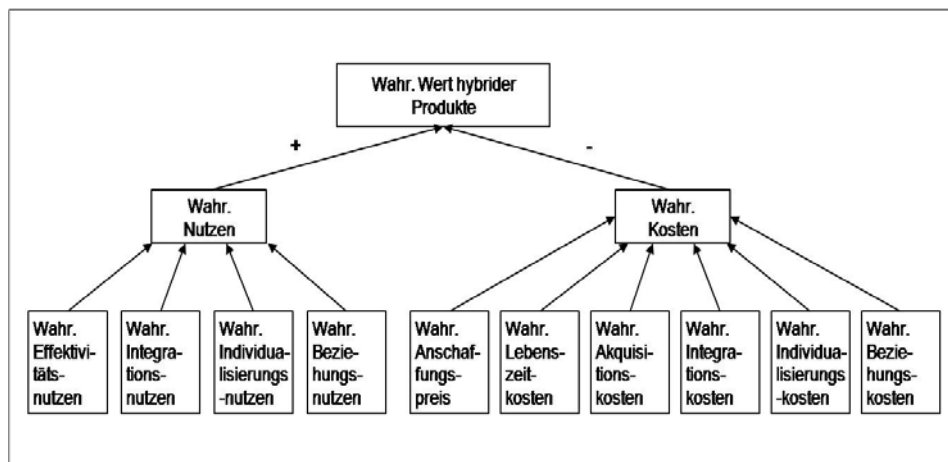 Wahr. Wert hybrider
Produkte
+
-
Wahr.
Nutzen
Wahr.
Kosten
Wahr.
Effektivi-
täts-
nutzen
Wahr.
Integra-
tions-
nutzen
Wahr.
Individua-
lisierungs
-nutzen
Wahr.
Bezie-
hungs-
nutzen
Wahr.
Anschaf-
fungs-
preis
Wahr.
Lebens-
zeit-
kosten
Wahr.
Akquisi-
tions-
kosten
Wahr.
Integra-
tions-
kosten
Wahr.
Individua-
lisierungs
-kosten
Wahr.
Bezie-
hungs-
kosten